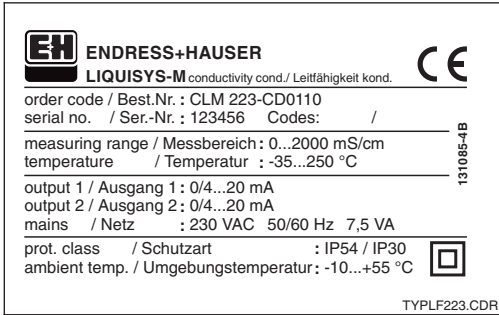 EH ENDRESS+HAUSER
LIQUISYS-M conductivity cond./ Leitfähigkeit kond.
CE
order code / Best.Nr. : CLM 223-CD0110
serial no. / Ser.-Nr. : 123456 Codes: /
measuring range / Messbereich : 0...2000 mS/cm
temperature / Temperatur : -35...250 °C
131085-4B
output 1 / Ausgang 1 : 0/4...20 mA
output 2 / Ausgang 2 : 0/4...20 mA
mains / Netz : 230 VAC 50/60 Hz 7,5 VA
prot. class / Schutzart : IP54 / IP30
ambient temp. / Umgebungstemperatur : -10...+55 °C
TYPLF223.CDR